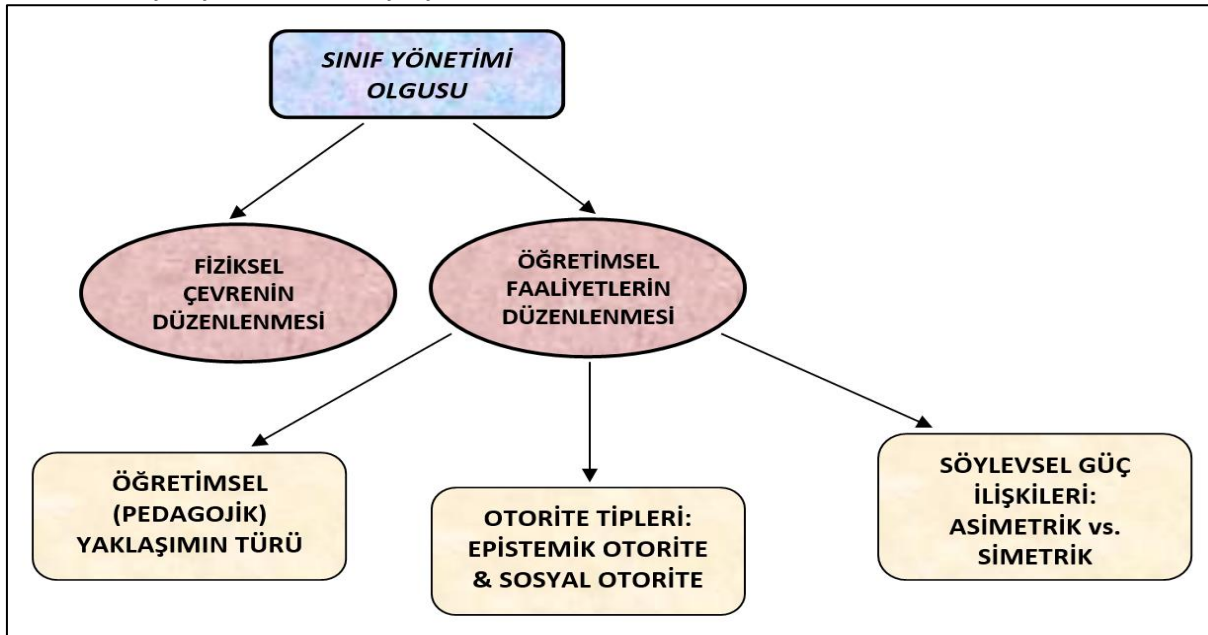 SINIF YÖNETİMİ
OLGUSU
FİZİKSEL
ÇEVRENİN
DÜZENLENMESİ
ÖĞRETİMSEL
FAALİYETLERİN
DÜZENLENMESİ
ÖĞRETİMSEL
(PEDAGOJİK)
YAKLAŞIMIN TÜRÜ
OTORİTE TİPLERİ:
EPİSTEMİK OTORİTE
& SOSYAL OTORİTE
SÖYLEVSEL GÜÇ
İLİŞKİLERİ:
ASİMETRİK vs.
SİMETRİK